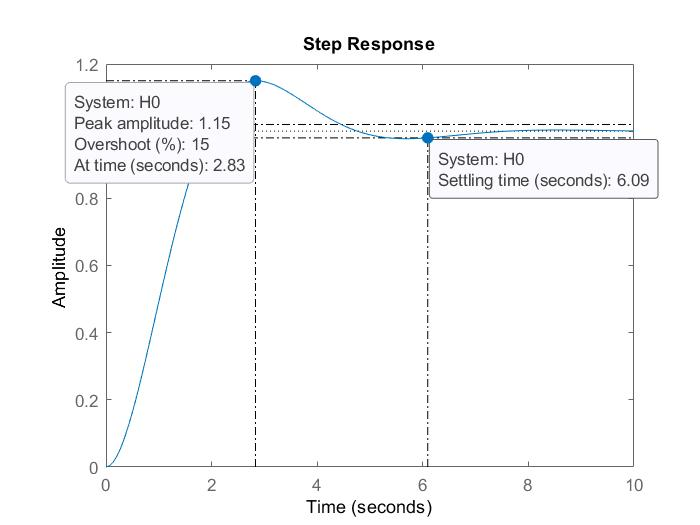 Step Response
1.2
System: H0
Peak amplitude: 1.15
Overshoot (%): 15
At time (seconds): 2.83
System: H0
Settling time (seconds): 6.09
0.8
0.6
0.4
0.2
0
Amplitude
0 2 4 6 8 10
Time (seconds)